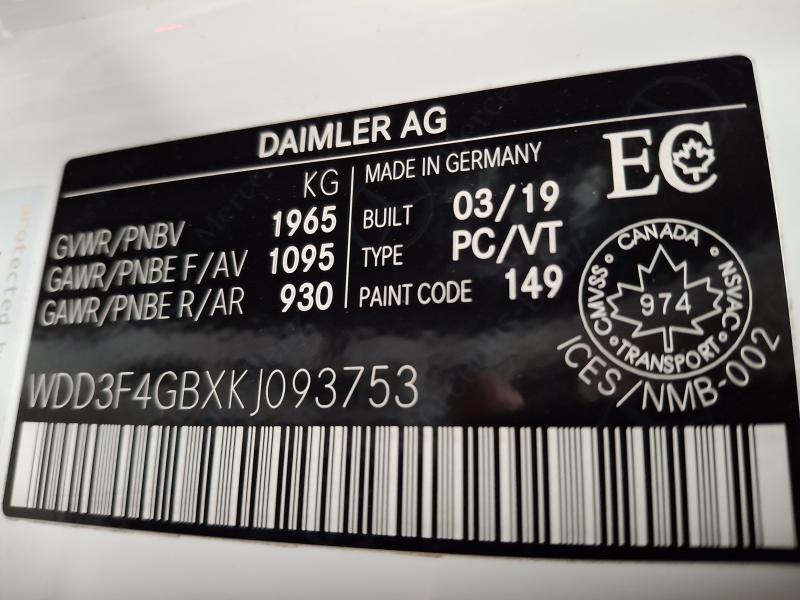 DAIMLER AG
KG
GVWR/PNBV 1965
GAWR/PNBE F/AV 1095
GAWR/PNBE R/AR 930
MADE IN GERMANY
BUILT 03/19
TYPE PC/VT
PAINT CODE 149
EC
CANADA
CMVSS NSVAC
974
TRANSPORT
ICES/NMB-002
WDD3F4GBXKJ093753
protected